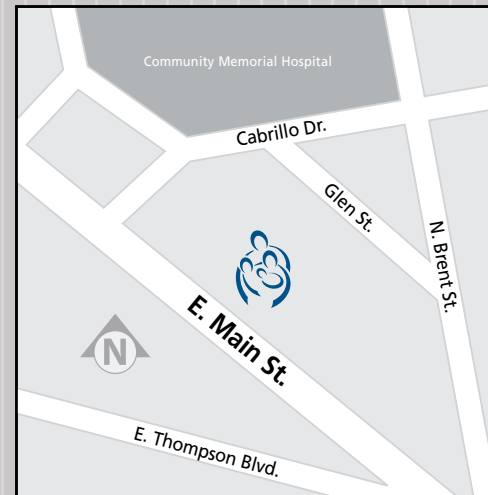 Community Memorial Hospital
Cabrillo Dr.
Glen St.
N. Brent St.
E. Main St.
N
E. Thompson Blvd.